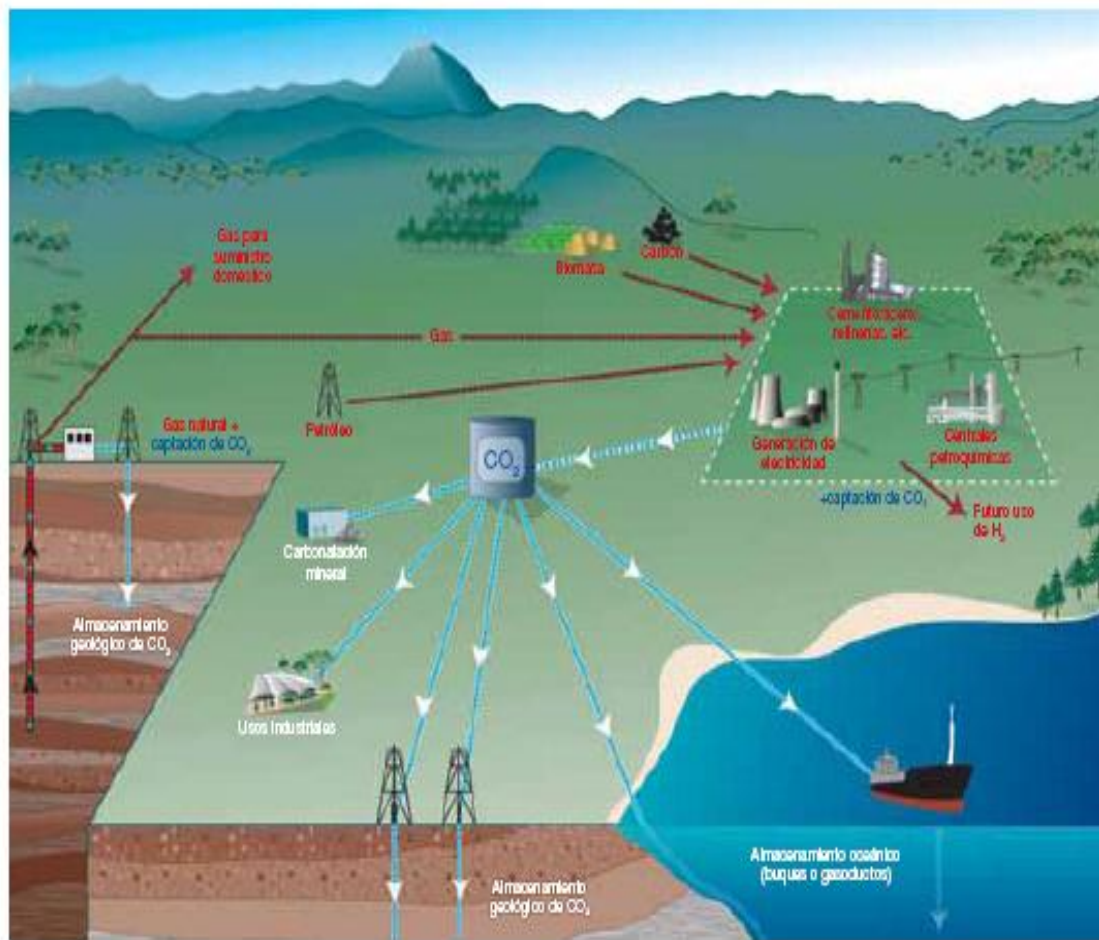 Gas para
suministro
doméstico
Biomasa
Carbón
Cemento/acero/
refinerías, etc.
Gas
Petróleo
Gas natural +
captación de CO₂
CO₂
Generación de
electricidad
Centrales
petroquímicas
+captación de CO₂
Futuro uso
de H₂
Carbonatación
mineral
Almacenamiento
geológico de CO₂
Usos industriales
Almacenamiento oceánico
(buques o gasoductos)
Almacenamiento
geológico de CO₂